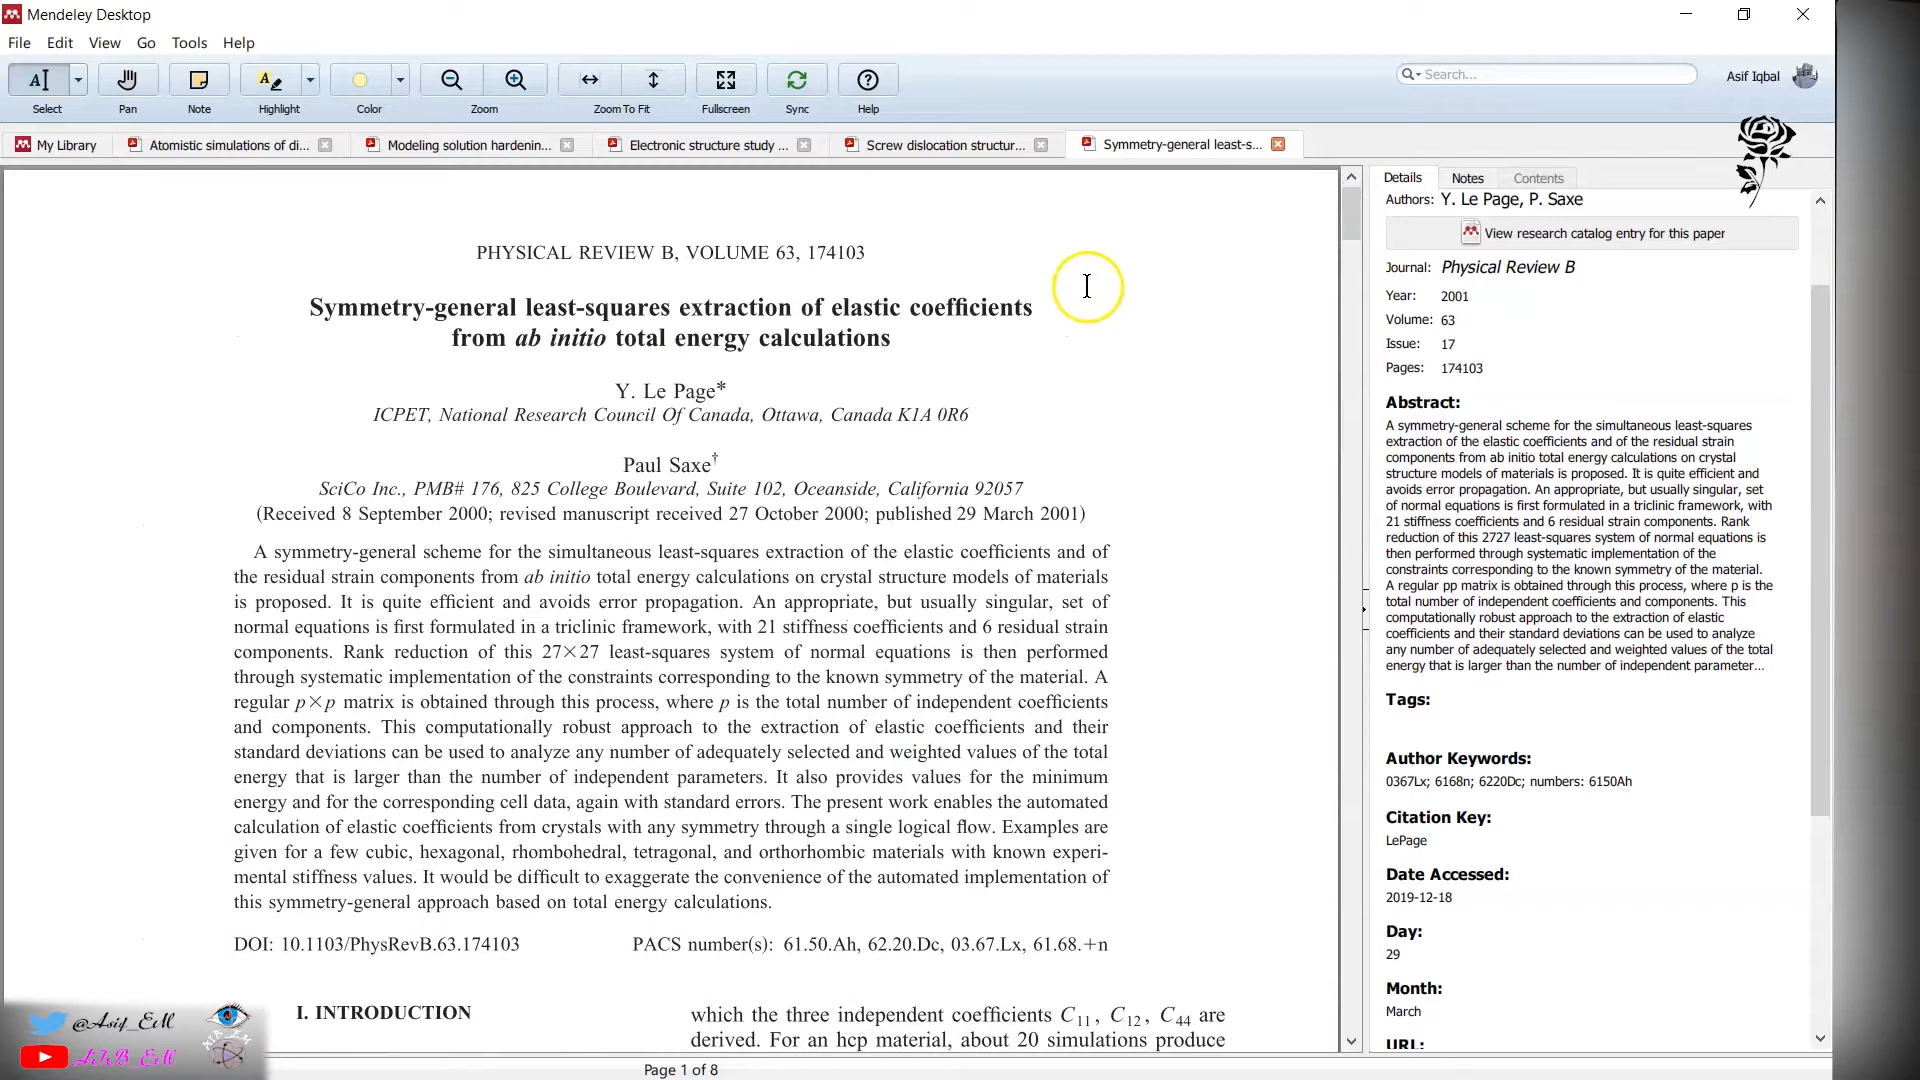 Mendeley Desktop
File Edit View Go Tools Help
Select Pan Note Highlight Color Zoom Zoom To Fit Fullscreen Sync Help
Search...
Asif Iqbal
My Library
Atomistic simulations of di...
Modeling solution hardenin...
Electronic structure study ...
Screw dislocation structur...
Symmetry-general least-s...
PHYSICAL REVIEW B, VOLUME 63, 174103
Symmetry-general least-squares extraction of elastic coefficients
from ab initio total energy calculations
Y. Le Page*
ICPET, National Research Council Of Canada, Ottawa, Canada K1A 0R6
Paul Saxe†
SciCo Inc., PMB# 176, 825 College Boulevard, Suite 102, Oceanside, California 92057
(Received 8 September 2000; revised manuscript received 27 October 2000; published 29 March 2001)
A symmetry-general scheme for the simultaneous least-squares extraction of the elastic coefficients and of
the residual strain components from ab initio total energy calculations on crystal structure models of materials
is proposed. It is quite efficient and avoids error propagation. An appropriate, but usually singular, set of
normal equations is first formulated in a triclinic framework, with 21 stiffness coefficients and 6 residual strain
components. Rank reduction of this 27×27 least-squares system of normal equations is then performed
through systematic implementation of the constraints corresponding to the known symmetry of the material. A
regular p×p matrix is obtained through this process, where p is the total number of independent coefficients
and components. This computationally robust approach to the extraction of elastic coefficients and their
standard deviations can be used to analyze any number of adequately selected and weighted values of the total
energy that is larger than the number of independent parameters. It also provides values for the minimum
energy and for the corresponding cell data, again with standard errors. The present work enables the automated
calculation of elastic coefficients from crystals with any symmetry through a single logical flow. Examples are
given for a few cubic, hexagonal, rhombohedral, tetragonal, and orthorhombic materials with known experi-
mental stiffness values. It would be difficult to exaggerate the convenience of the automated implementation of
this symmetry-general approach based on total energy calculations.
DOI: 10.1103/PhysRevB.63.174103 PACS number(s): 61.50.Ah, 62.20.Dc, 03.67.Lx, 61.68.+n
I. INTRODUCTION
which the three independent coefficients C11, C12, C44 are
derived. For an hcp material, about 20 simulations produce
Page 1 of 8
Details Notes Contents
Authors: Y. Le Page, P. Saxe
View research catalog entry for this paper
Journal: Physical Review B
Year: 2001
Volume: 63
Issue: 17
Pages: 174103
Abstract:
A symmetry-general scheme for the simultaneous least-squares
extraction of the elastic coefficients and of the residual strain
components from ab initio total energy calculations on crystal
structure models of materials is proposed. It is quite efficient and
avoids error propagation. An appropriate, but usually singular, set
of normal equations is first formulated in a triclinic framework, with
21 stiffness coefficients and 6 residual strain components. Rank
reduction of this 2727 least-squares system of normal equations is
then performed through systematic implementation of the
constraints corresponding to the known symmetry of the material.
A regular pp matrix is obtained through this process, where p is the
total number of independent coefficients and components. This
computationally robust approach to the extraction of elastic
coefficients and their standard deviations can be used to analyze
any number of adequately selected and weighted values of the total
energy that is larger than the number of independent parameter...
Tags:
Author Keywords:
0367Lx; 6168n; 6220Dc; numbers: 6150Ah
Citation Key:
LePage
Date Accessed:
2019-12-18
Day:
29
Month:
March
URL:
@Asif_EM